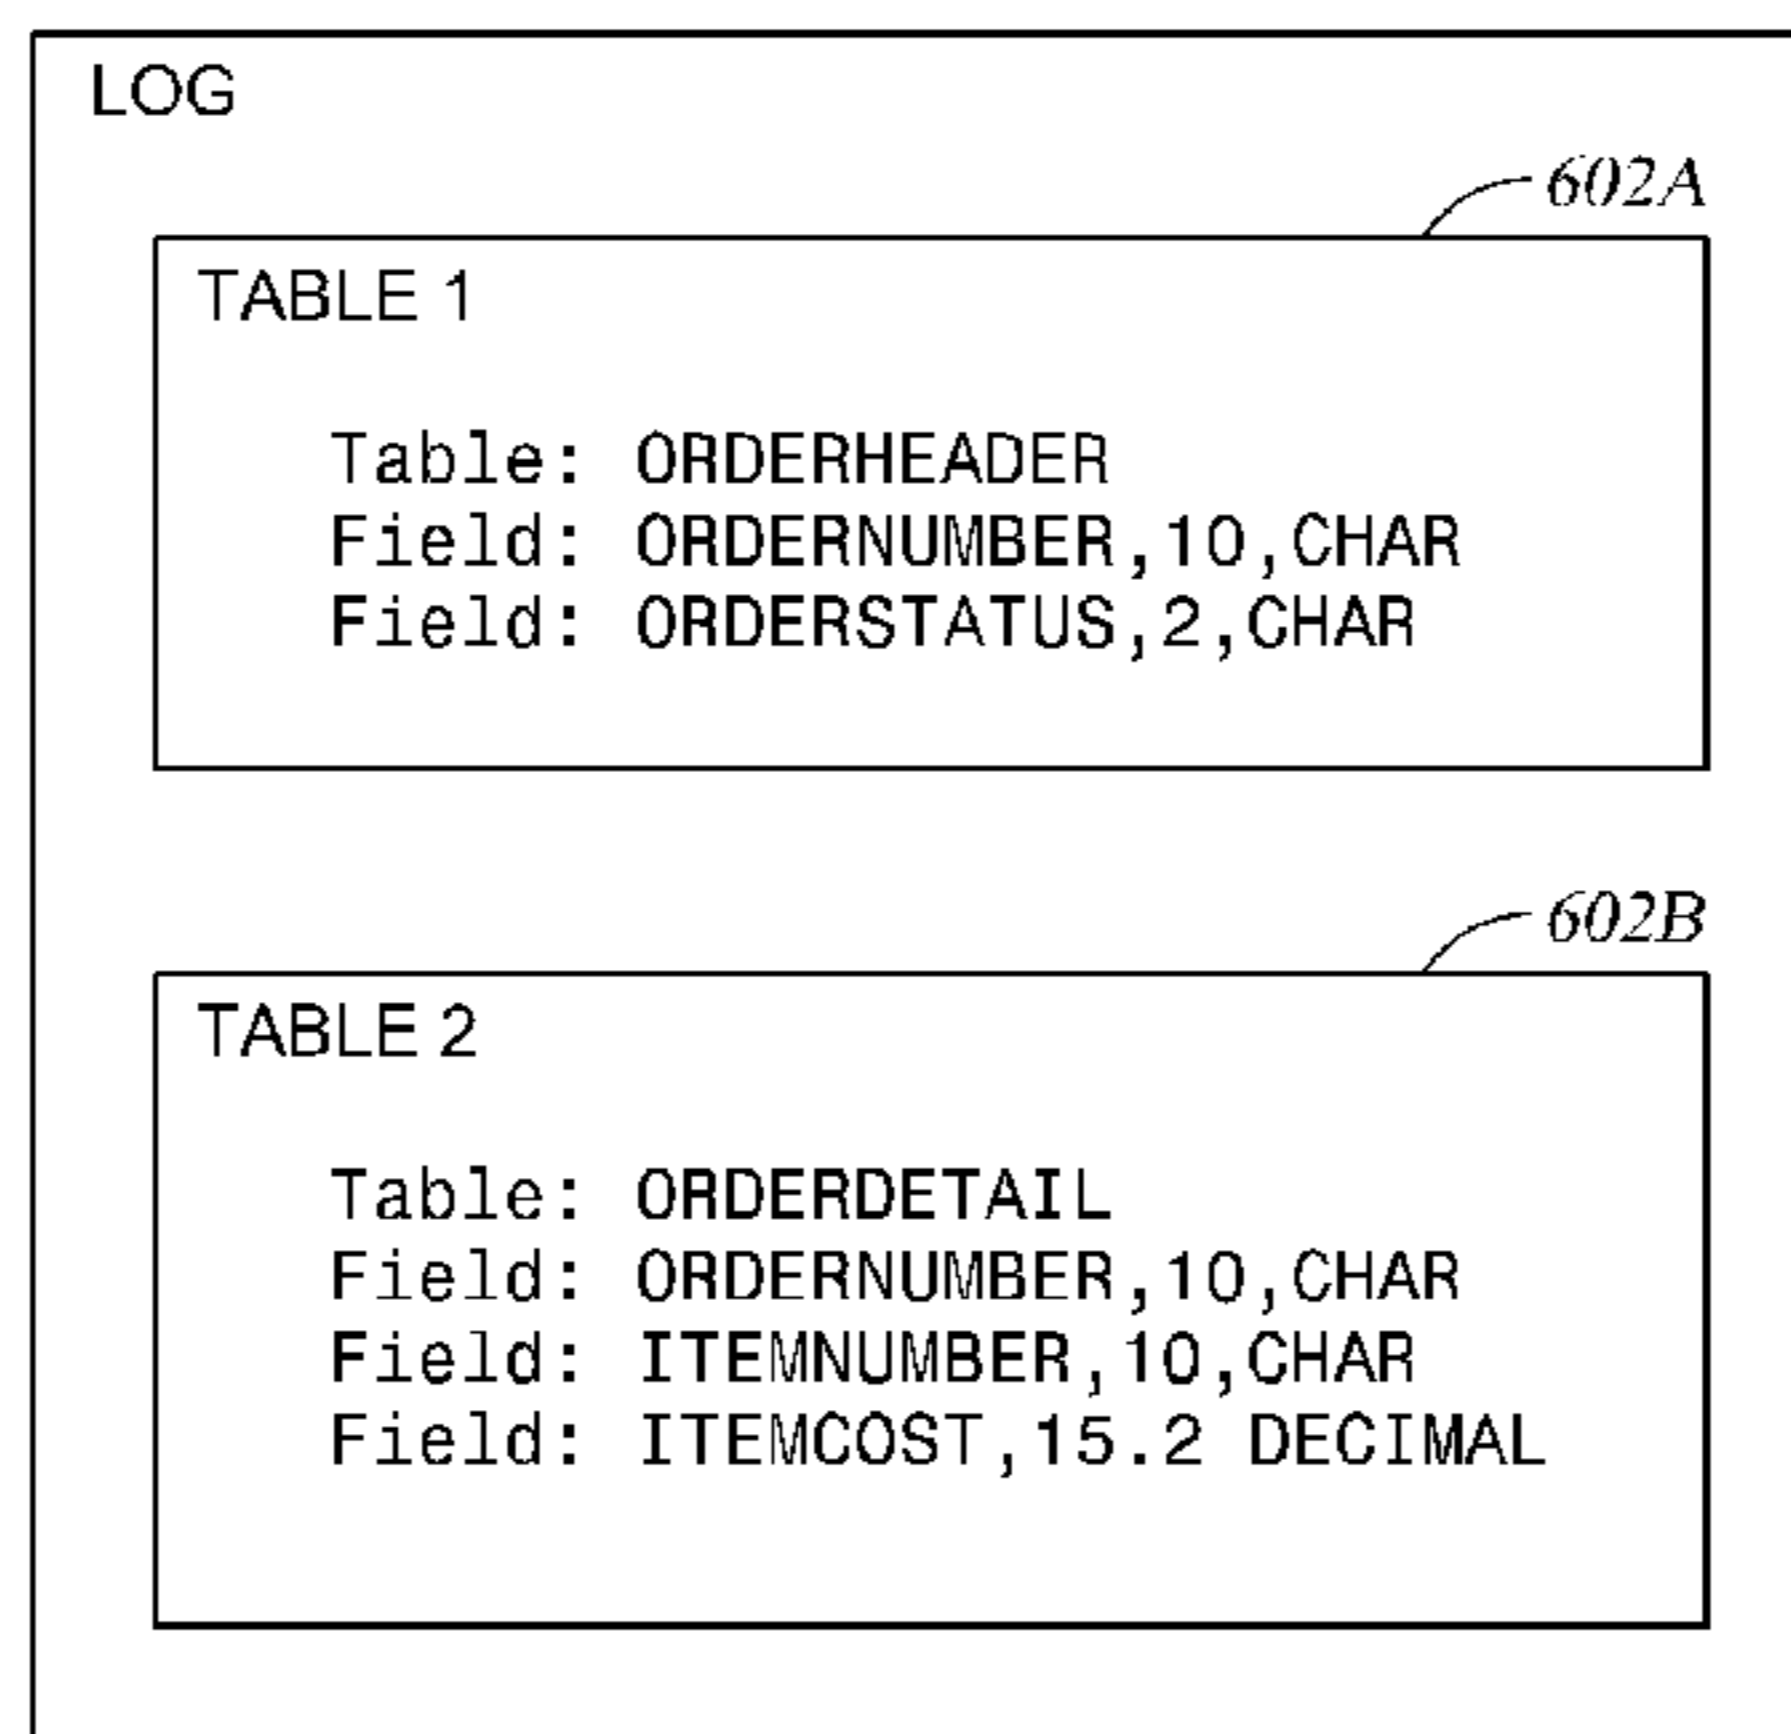 LOG
602A
TABLE 1
Table: ORDERHEADER
Field: ORDERNUMBER,10,CHAR
Field: ORDERSTATUS,2,CHAR
602B
TABLE 2
Table: ORDERDETAIL
Field: ORDERNUMBER,10,CHAR
Field: ITEMNUMBER,10,CHAR
Field: ITEMCOST,15.2 DECIMAL